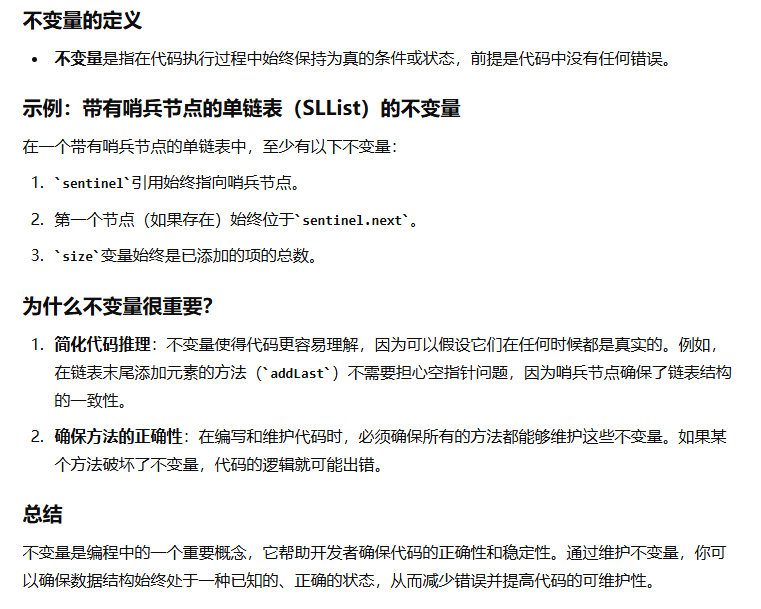 不变量的定义
• 不变量是指在代码执行过程中始终保持为真的条件或状态，前提是代码中没有任何错误。
示例：带有哨兵节点的单链表（SLList）的不变量
在一个带有哨兵节点的单链表中，至少有以下不变量：
1. `sentinel`引用始终指向哨兵节点。
2. 第一个节点（如果存在）始终位于`sentinel.next`。
3. `size`变量始终是已添加的项的总数。
为什么不变量很重要？
1. 简化代码推理：不变量使得代码更容易理解，因为可以假设它们在任何时候都是真实的。例如，
在链表末尾添加元素的方法（`addLast`）不需要担心空指针问题，因为哨兵节点确保了链表结构
的一致性。
2. 确保方法的正确性：在编写和维护代码时，必须确保所有的方法都能够维护这些不变量。如果某
个方法破坏了不变量，代码的逻辑就可能出错。
总结
不变量是编程中的一个重要概念，它帮助开发者确保代码的正确性和稳定性。通过维护不变量，你可
以确保数据结构始终处于一种已知的、正确的状态，从而减少错误并提高代码的可维护性。